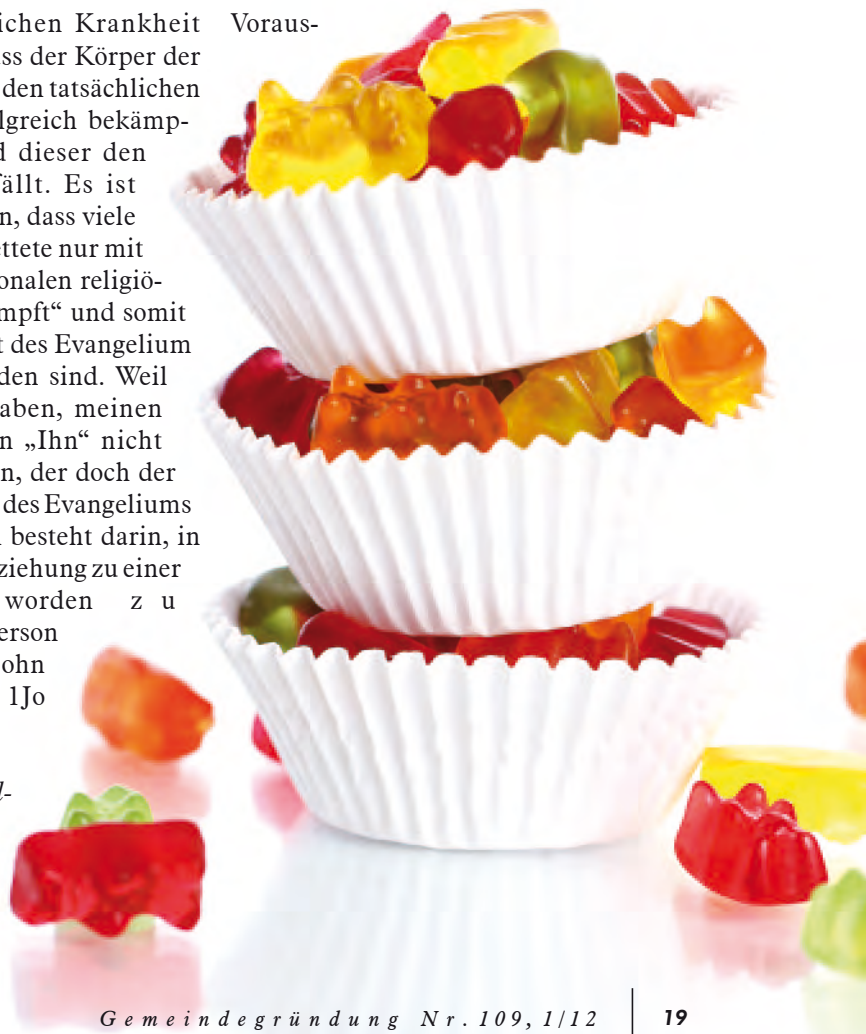 lichen Krankheit
ss der Körper der
den tatsächlichen
lgreich bekämp-
d dieser den
ällt. Es ist
n, dass viele
ettete nur mit
onalen religiö-
mpft“ und somit
t des Evangelium
den sind. Weil
aben, meinen
n „Ihn“ nicht
n, der doch der
des Evangeliums
besteht darin, in
ziehung zu einer
worden z u
erson
ohn
1Jo
Voraus-
Gemeindegründung Nr. 109, 1/12
19